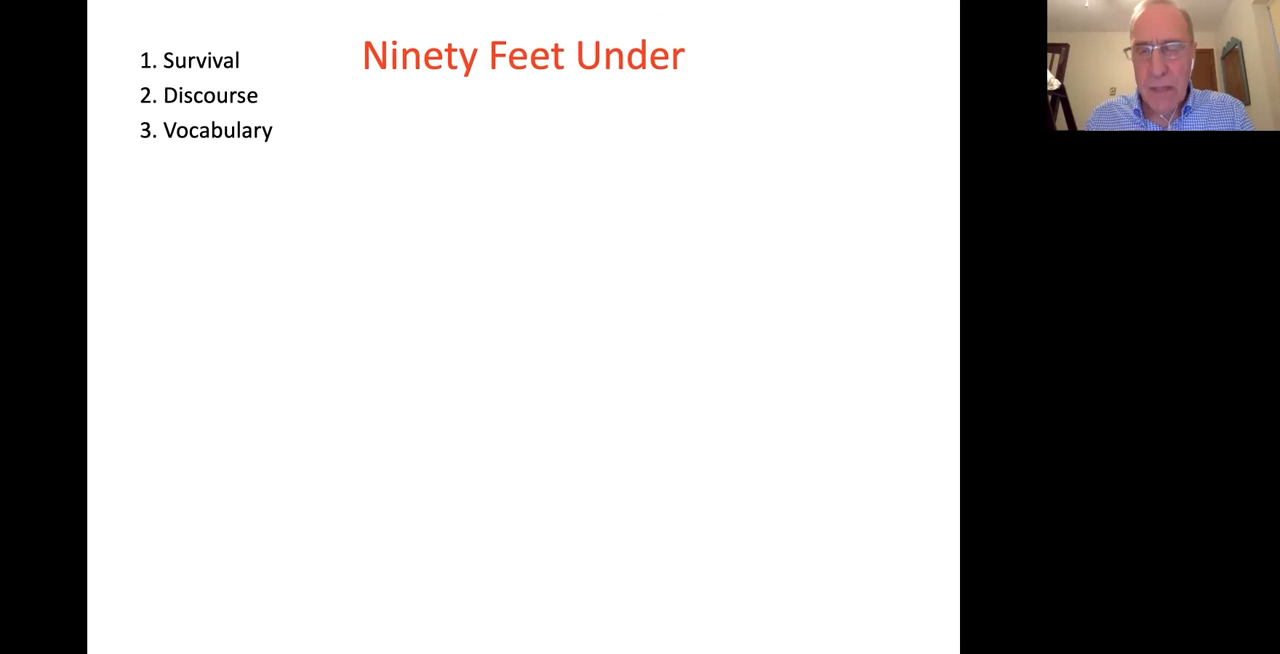 Ninety Feet Under
1. Survival
2. Discourse
3. Vocabulary